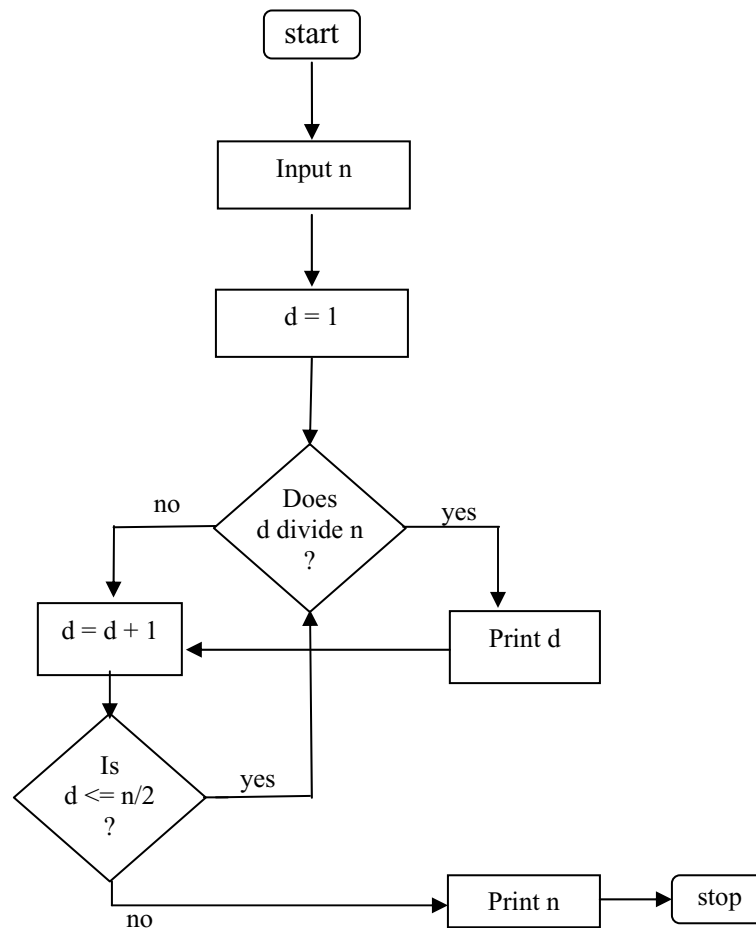 start
Input n
d = 1
Does
d divide n
?
no
yes
d = d + 1
Print d
Is
d <= n/2
?
yes
no
Print n
stop